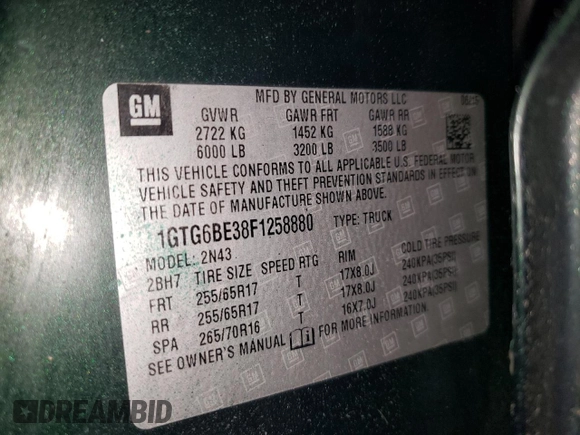 GM
MFD BY GENERAL MOTORS LLC
GVWR GAWR FRT GAWR RR
2722 KG 1452 KG 1588 KG
6000 LB 3200 LB 3500 LB
THIS VEHICLE CONFORMS TO ALL APPLICABLE U.S. FEDERAL MOTOR
VEHICLE SAFETY AND THEFT PREVENTION STANDARDS IN EFFECT ON
THE DATE OF MANUFACTURE SHOWN ABOVE.
1GTG6BE38F1258880 TYPE: TRUCK
MODEL: 2N43
2BH7 TIRE SIZE SPEED RTG RIM COLD TIRE PRESSURE
FRT 255/65R17 T 17X8.0J 240KPA(35PSI)
RR 255/65R17 T 17X8.0J 240KPA(35PSI)
SPA 265/70R16 T 16X7.0J 240KPA(35PSI)
SEE OWNER'S MANUAL FOR MORE INFORMATION
DREAMBID